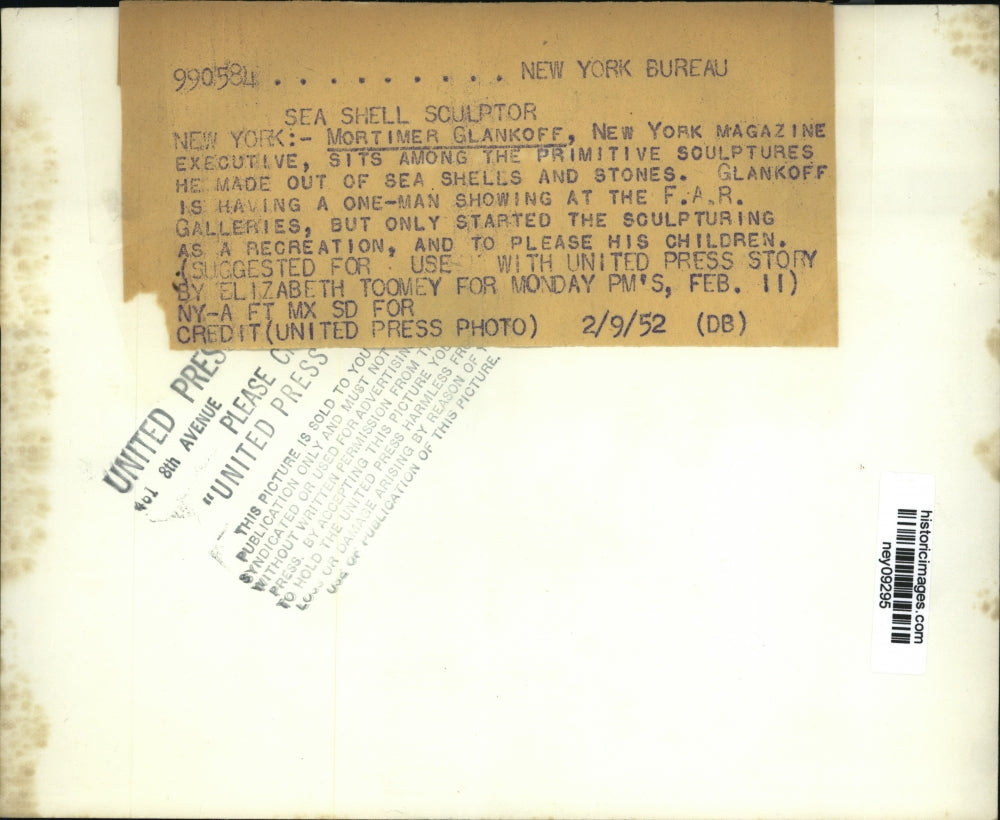 990584 . . . . . . . . . . NEW YORK BUREAU
SEA SHELL SCULPTOR
NEW YORK:- MORTIMER GLANKOFF, NEW YORK MAGAZINE
EXECUTIVE, SITS AMONG THE PRIMITIVE SCULPTURES
HE MADE OUT OF SEA SHELLS AND STONES. GLANKOFF
IS HAVING A ONE-MAN SHOWING AT THE F.A.R.
GALLERIES, BUT ONLY STARTED THE SCULPTURING
AS A RECREATION, AND TO PLEASE HIS CHILDREN.
(SUGGESTED FOR USE WITH UNITED PRESS STORY
BY ELIZABETH TOOMEY FOR MONDAY PM'S, FEB. 11)
NY-A FT MX SD FOR
CREDIT(UNITED PRESS PHOTO) 2/9/52 (DB)
UNITED PRES
461 8th AVENUE
PLEASE
"UNITED PRESS
THIS PICTURE IS SOLD TO YOU
PUBLICATION ONLY AND MUST NOT
SYNDICATED OR USED FOR ADVERTISIN
WITHOUT WRITTEN PERMISSION FROM
PRESS. BY ACCEPTING THIS PICTURE YOU
TO HOLD THE UNITED PRESS HARMLESS FR
LOSS OR DAMAGE ARISING BY REASON OF
USE OR PUBLICATION OF THIS PICTURE.
historicimages.com
ney09295